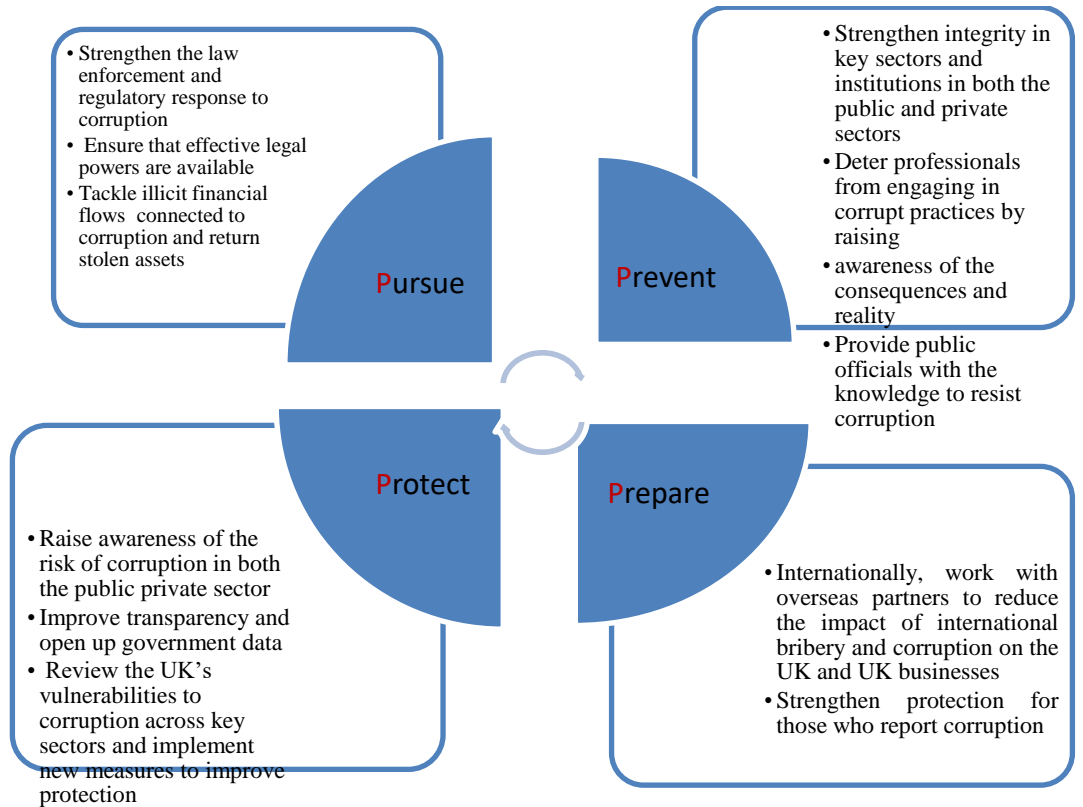 • Strengthen the law
enforcement and
regulatory response to
corruption
• Ensure that effective legal
powers are available
• Tackle illicit financial
flows connected to
corruption and return
stolen assets
Pursue
• Strengthen integrity in
key sectors and
institutions in both the
public and private
sectors
• Deter professionals
from engaging in
corrupt practices by
raising
• awareness of the
consequences and
reality
• Provide public
officials with the
knowledge to resist
corruption
Prevent
• Raise awareness of the
risk of corruption in both
the public private sector
• Improve transparency and
open up government data
• Review the UK's
vulnerabilities to
corruption across key
sectors and implement
new measures to improve
protection
Protect
Prepare
• Internationally, work with
overseas partners to reduce
the impact of international
bribery and corruption on the
UK and UK businesses
• Strengthen protection for
those who report corruption